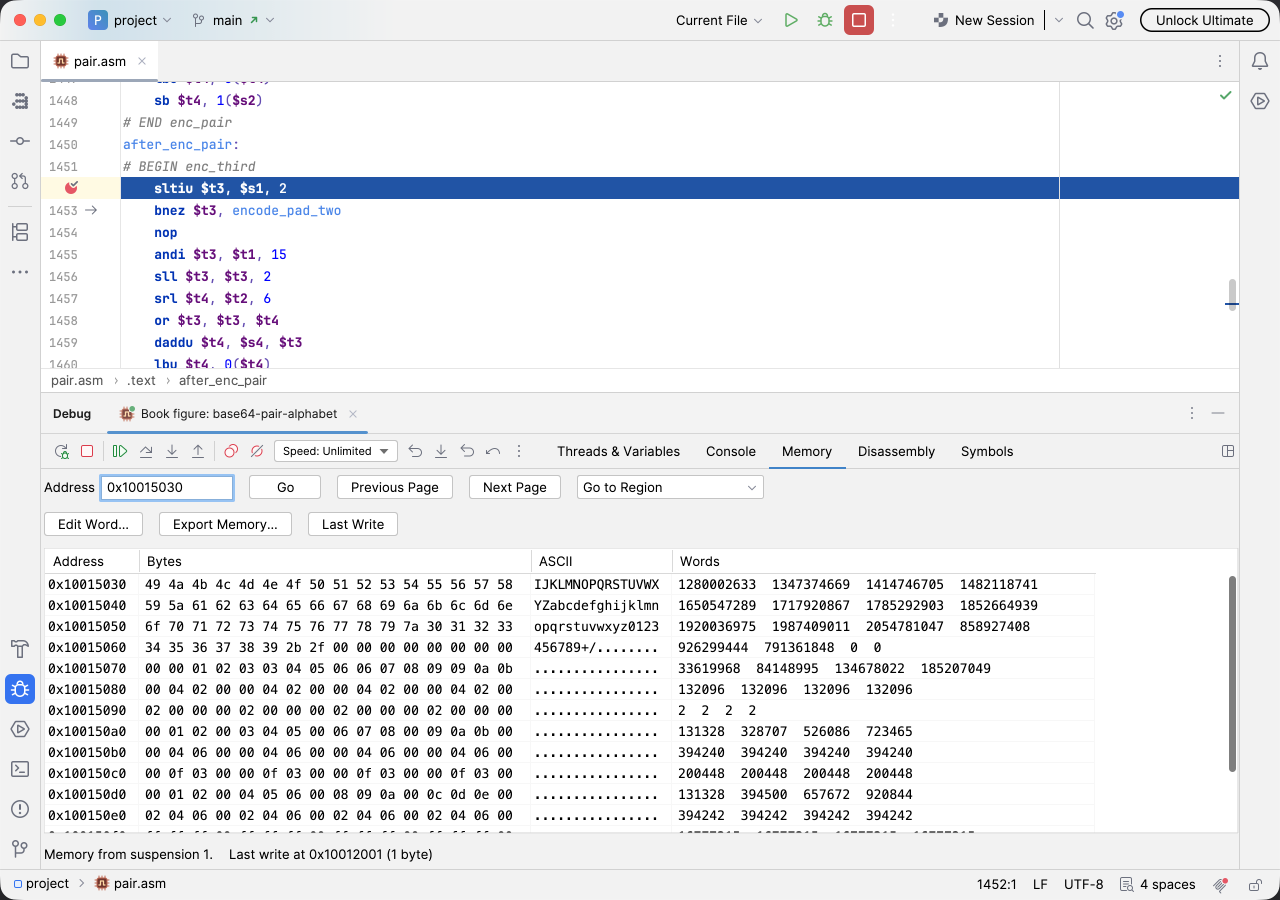 P project main Current File New Session Unlock Ultimate
pair.asm
1448 sb $t4, 1($s2)
1449 # END enc_pair
1450 after_enc_pair:
1451 # BEGIN enc_third
sltiu $t3, $s1, 2
1453 bnez $t3, encode_pad_two
1454 nop
1455 andi $t3, $t1, 15
1456 sll $t3, $t3, 2
1457 srl $t4, $t2, 6
1458 or $t3, $t3, $t4
1459 daddu $t4, $s4, $t3
1460 lbu $t4, 0($t4)
pair.asm › .text › after_enc_pair
Debug Book figure: base64-pair-alphabet
Speed: Unlimited Threads & Variables Console Memory Disassembly Symbols
Address 0x10015030 Go Previous Page Next Page Go to Region
Edit Word... Export Memory... Last Write
Address Bytes ASCII Words
0x10015030 49 4a 4b 4c 4d 4e 4f 50 51 52 53 54 55 56 57 58 IJKLMNOPQRSTUVWX 1280002633 1347374669 1414746705 1482118741
0x10015040 59 5a 61 62 63 64 65 66 67 68 69 6a 6b 6c 6d 6e YZabcdefghijklmn 1650547289 1717920867 1785292903 1852664939
0x10015050 6f 70 71 72 73 74 75 76 77 78 79 7a 30 31 32 33 opqrstuvwxyz0123 1920036975 1987409011 2054781047 858927408
0x10015060 34 35 36 37 38 39 2b 2f 00 00 00 00 00 00 00 00 456789+/........ 926299444 791361848 0 0
0x10015070 00 00 01 02 03 03 04 05 06 06 07 08 09 09 0a 0b ................ 33619968 84148995 134678022 185207049
0x10015080 00 04 02 00 00 04 02 00 00 04 02 00 00 04 02 00 ................ 132096 132096 132096 132096
0x10015090 02 00 00 00 02 00 00 00 02 00 00 00 02 00 00 00 ................ 2 2 2 2
0x100150a0 00 01 02 00 03 04 05 00 06 07 08 00 09 0a 0b 00 ................ 131328 328707 526086 723465
0x100150b0 00 04 06 00 00 04 06 00 00 04 06 00 00 04 06 00 ................ 394240 394240 394240 394240
0x100150c0 00 0f 03 00 00 0f 03 00 00 0f 03 00 00 0f 03 00 ................ 200448 200448 200448 200448
0x100150d0 00 01 02 00 04 05 06 00 08 09 0a 00 0c 0d 0e 00 ................ 131328 394500 657672 920844
0x100150e0 02 04 06 00 02 04 06 00 02 04 06 00 02 04 06 00 ................ 394242 394242 394242 394242
Memory from suspension 1. Last write at 0x10012001 (1 byte)
project › pair.asm 1452:1 LF UTF-8 4 spaces